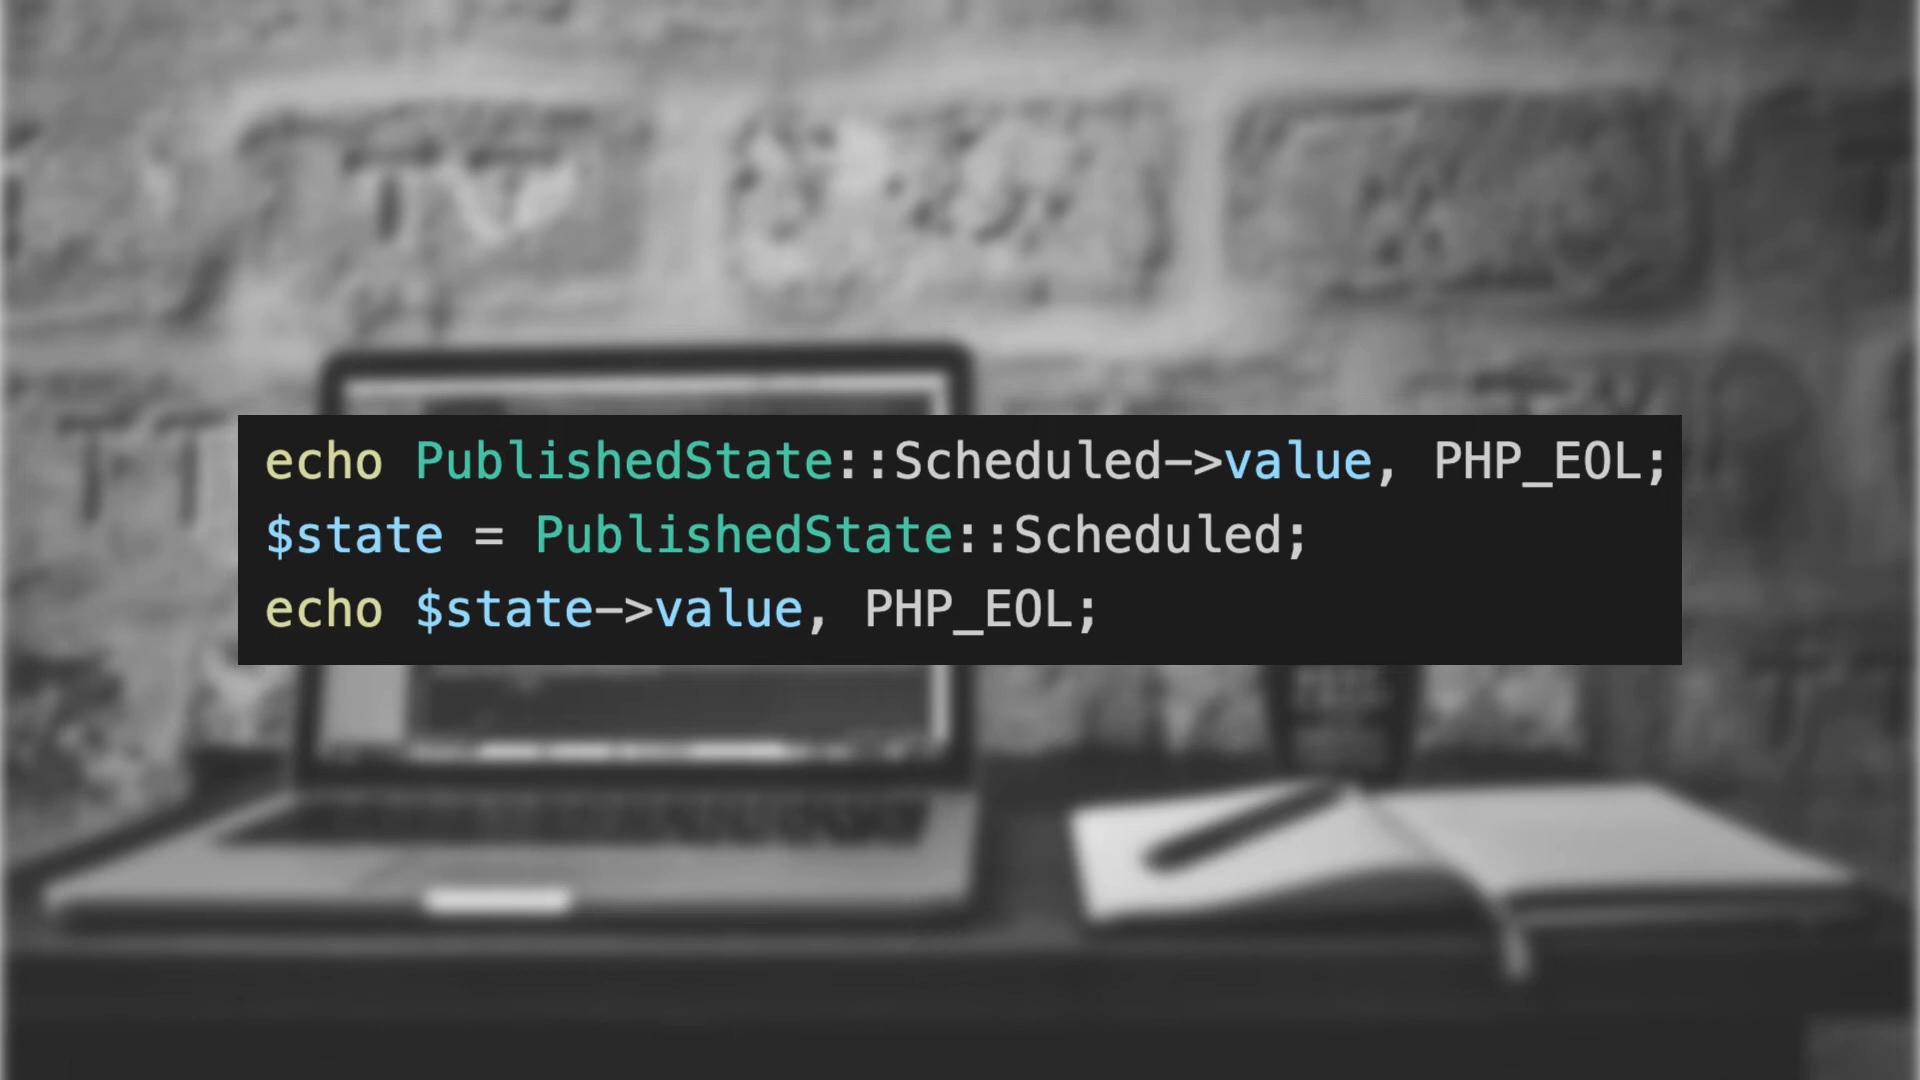 echo PublishedState::Scheduled->value, PHP_EOL;
$state = PublishedState::Scheduled;
echo $state->value, PHP_EOL;